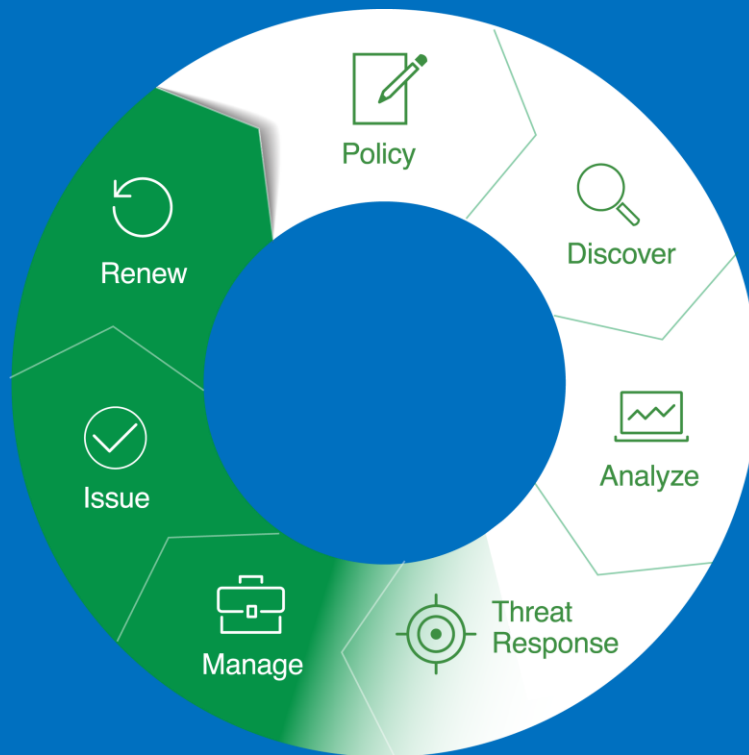 Policy
Discover
Analyze
Threat
Response
Manage
Issue
Renew